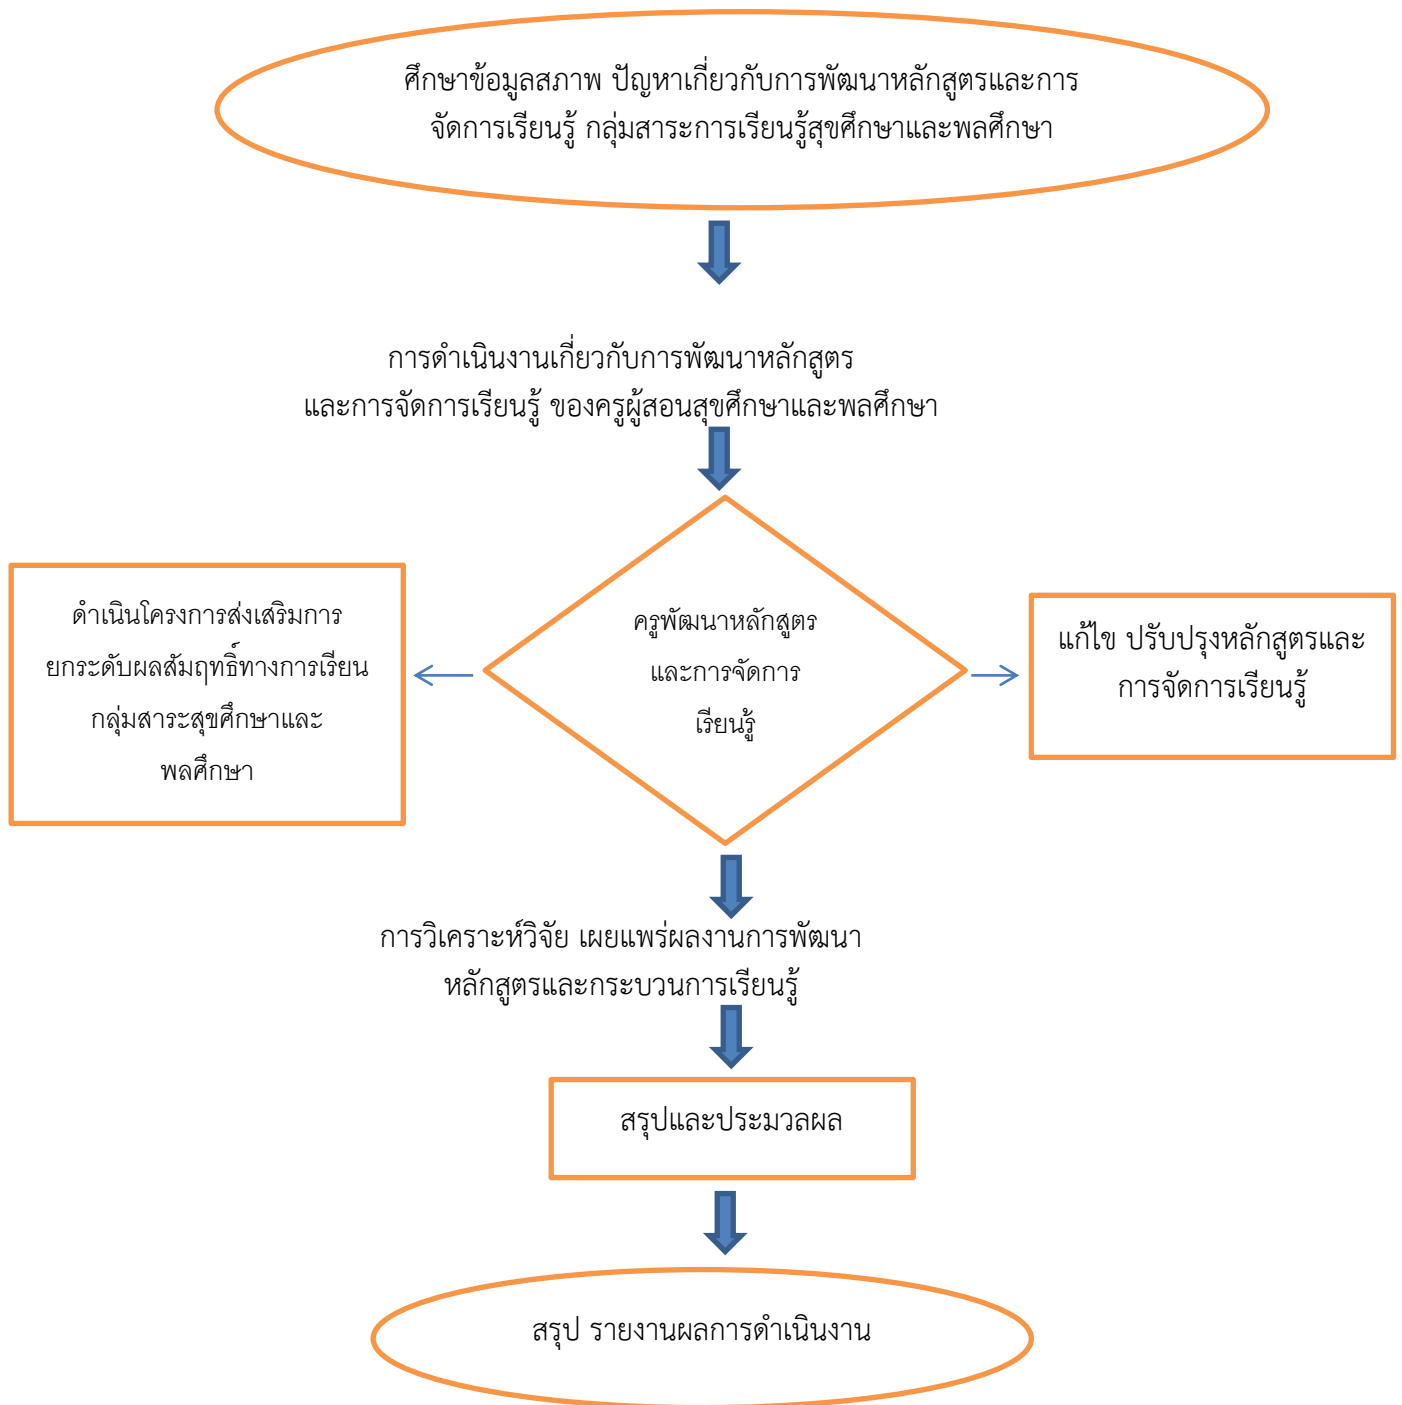 ศึกษาข้อมูลสภาพ ปัญหาเกี่ยวกับการพัฒนาหลักสูตรและการ
จัดการเรียนรู้ กลุ่มสาระการเรียนรู้สุขศึกษาและพลศึกษา
การดำเนินงานเกี่ยวกับการพัฒนาหลักสูตร
และการจัดการเรียนรู้ ของครูผู้สอนสุขศึกษาและพลศึกษา
ดำเนินโครงการส่งเสริมการ
ยกระดับผลสัมฤทธิ์ทางการเรียน
กลุ่มสาระสุขศึกษาและ
พลศึกษา
ครูพัฒนาหลักสูตร
และการจัดการ
เรียนรู้
แก้ไข ปรับปรุงหลักสูตรและ
การจัดการเรียนรู้
การวิเคราะห์วิจัย เผยแพร่ผลงานการพัฒนา
หลักสูตรและกระบวนการเรียนรู้
สรุปและประมวลผล
สรุป รายงานผลการดำเนินงาน